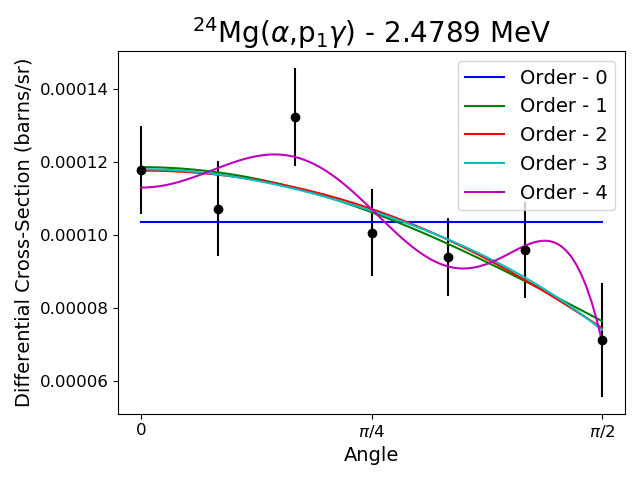 ²⁴Mg(α,p₁γ) - 2.4789 MeV
Differential Cross-Section (barns/sr)
0.00014
0.00012
0.00010
0.00008
0.00006
Order - 0
Order - 1
Order - 2
Order - 3
Order - 4
0
π/4
π/2
Angle